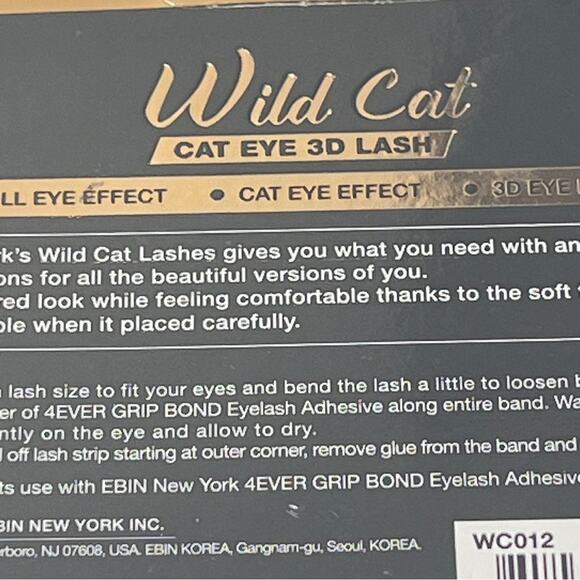 Wild Cat
CAT EYE 3D LASH
LL EYE EFFECT • CAT EYE EFFECT • 3D EYE
k's Wild Cat Lashes gives you what you need with an
ons for all the beautiful versions of you.
red look while feeling comfortable thanks to the soft
ble when it placed carefully.
lash size to fit your eyes and bend the lash a little to loosen b
er of 4EVER GRIP BOND Eyelash Adhesive along entire band. Wa
ntly on the eye and allow to dry.
l off lash strip starting at outer corner, remove glue from the band and
ts use with EBIN New York 4EVER GRIP BOND Eyelash Adhesive
BIN NEW YORK INC.
rboro, NJ 07608, USA. EBIN KOREA, Gangnam-gu, Seoul, KOREA.
WC012